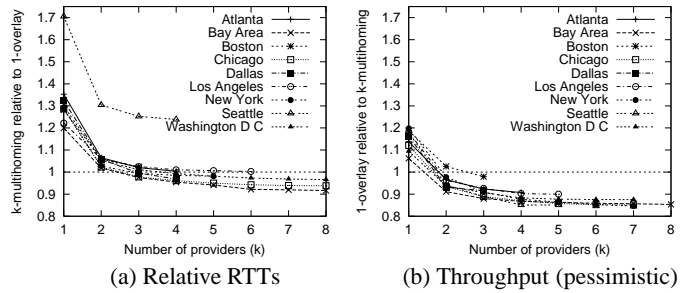 k-multihoming relative to 1-overlay
1.7
1.6
1.5
1.4
1.3
1.2
1.1
1
0.9
0.8
Atlanta
Bay Area
Boston
Chicago
Dallas
Los Angeles
New York
Seattle
Washington D C
1 2 3 4 5 6 7 8
Number of providers (k)
(a) Relative RTTs
1-overlay relative to k-multihoming
1.7
1.6
1.5
1.4
1.3
1.2
1.1
1
0.9
0.8
Atlanta
Bay Area
Boston
Chicago
Dallas
Los Angeles
New York
Seattle
Washington D C
1 2 3 4 5 6 7 8
Number of providers (k)
(b) Throughput (pessimistic)